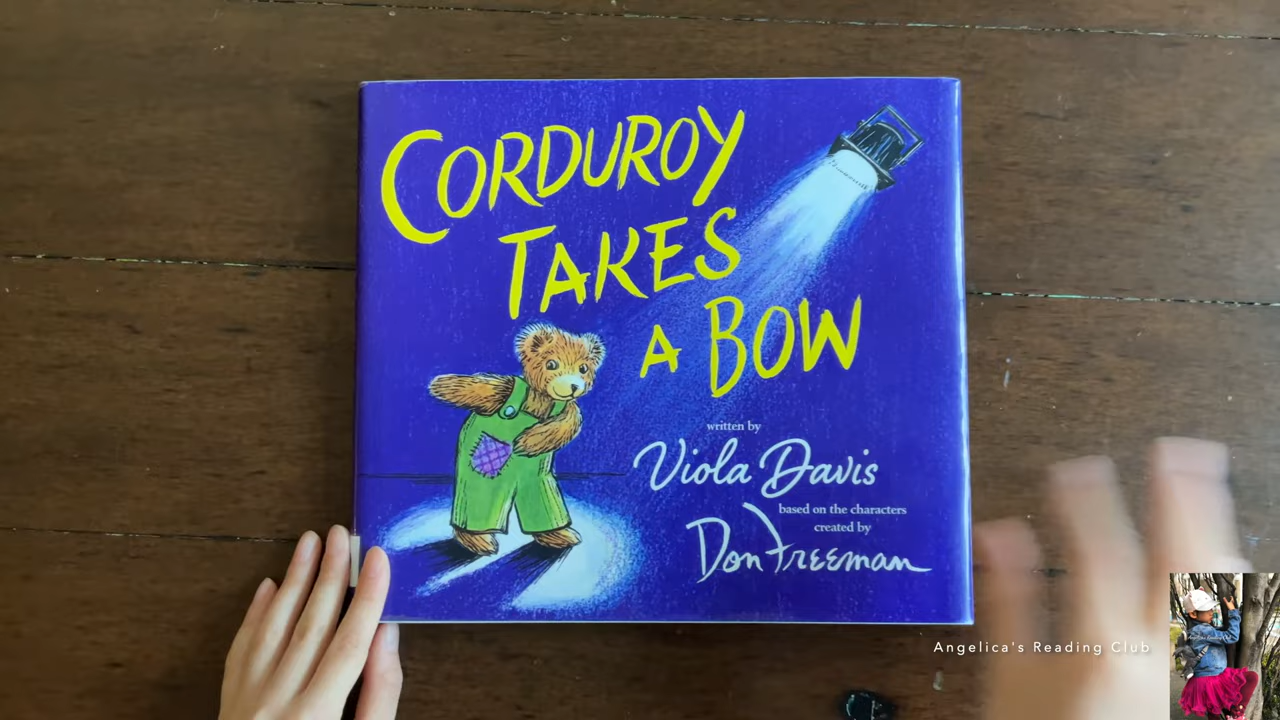 CORDUROY
TAKES
A BOW
written by
Viola Davis
based on the characters
created by
Don Freeman
Angelica's Reading Club